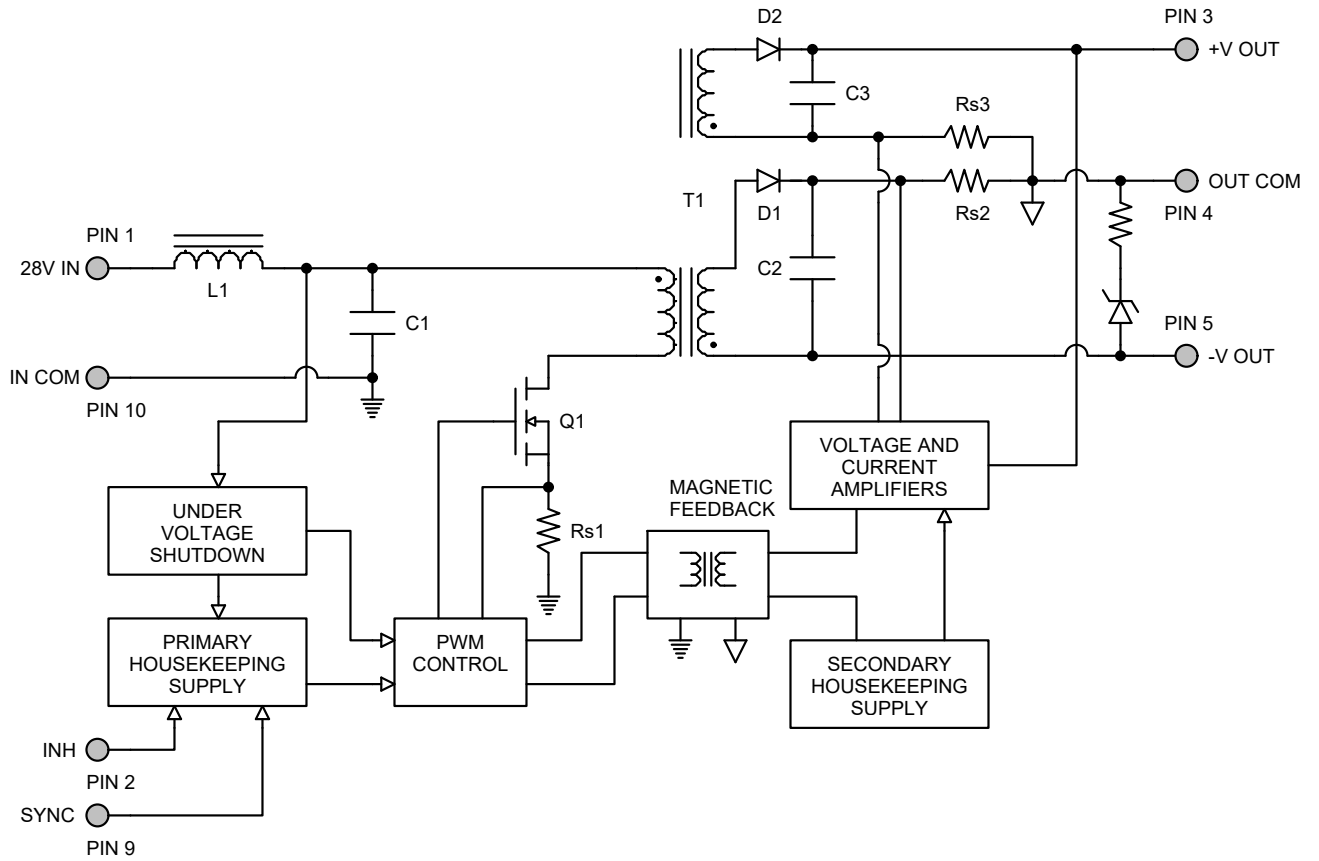 D2
PIN 3
+V OUT
C3
Rs3
T1
D1
Rs2
OUT COM
PIN 4
PIN 1
28V IN
L1
C1
C2
IN COM
PIN 10
PIN 5
-V OUT
Q1
UNDER
VOLTAGE
SHUTDOWN
Rs1
MAGNETIC
FEEDBACK
VOLTAGE AND
CURRENT
AMPLIFIERS
PRIMARY
HOUSEKEEPING
SUPPLY
PWM
CONTROL
SECONDARY
HOUSEKEEPING
SUPPLY
INH
PIN 2
SYNC
PIN 9